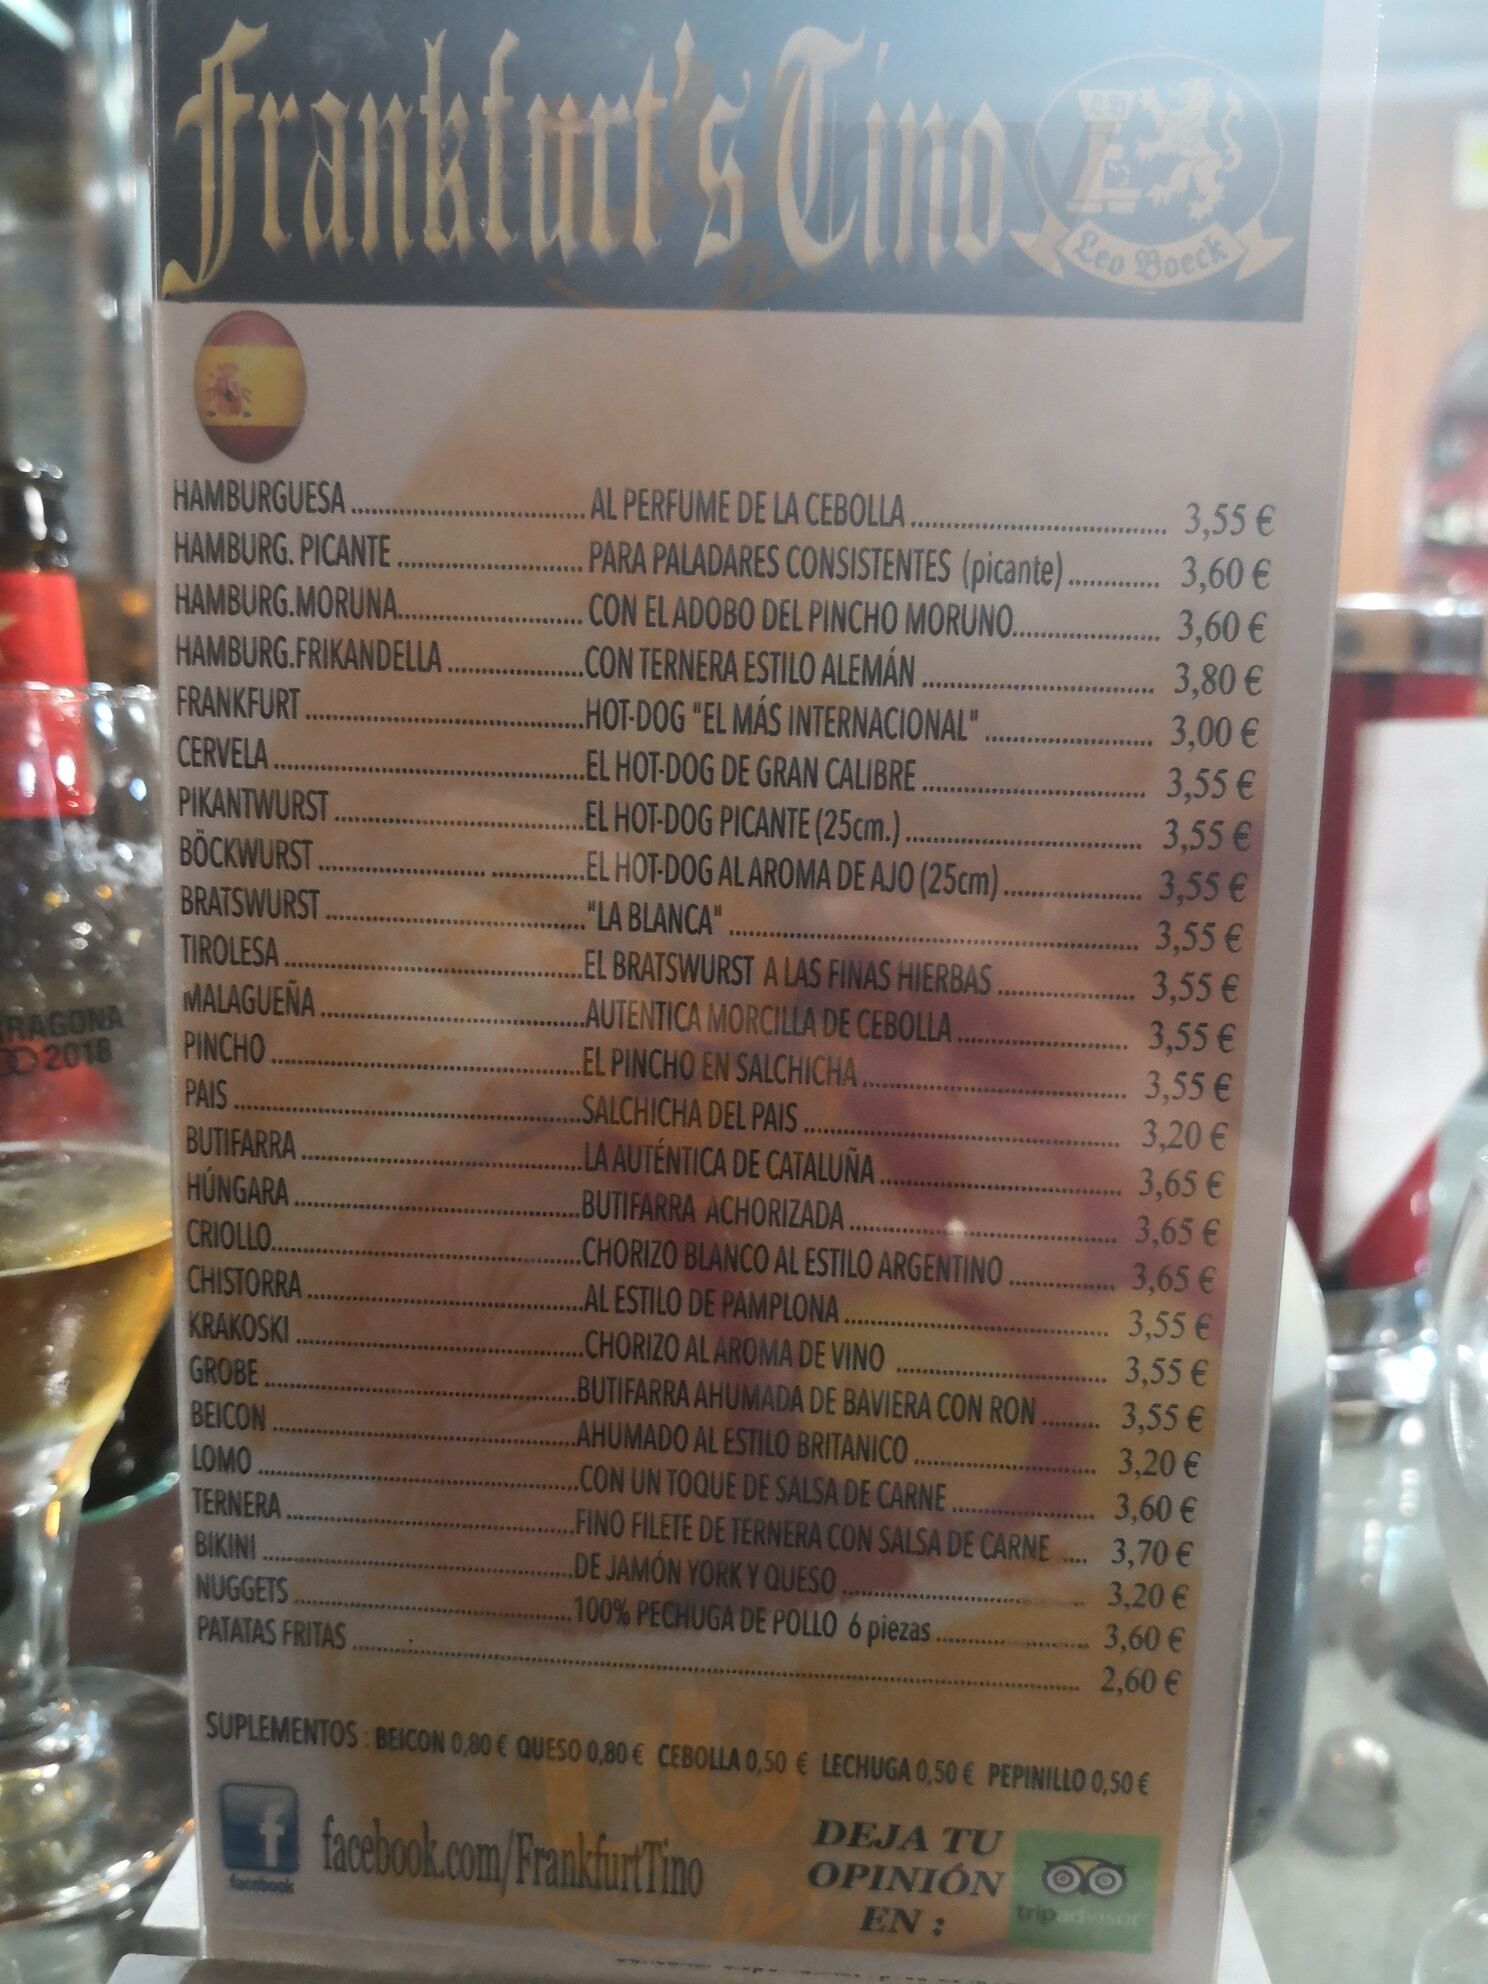 Frankfurt's Tino
Leo Boeck
HAMBURGUESA ... AL PERFUME DE LA CEBOLLA ... 3,55 €
HAMBURG. PICANTE ... PARA PALADARES CONSISTENTES (picante) ... 3,60 €
HAMBURG.MORUNA ... CON EL ADOBO DEL PINCHO MORUNO ... 3,60 €
HAMBURG.FRIKANDELLA ... CON TERNERA ESTILO ALEMÁN ... 3,80 €
FRANKFURT ... HOT-DOG "EL MÁS INTERNACIONAL" ... 3,00 €
CERVELA ... EL HOT-DOG DE GRAN CALIBRE ... 3,55 €
PIKANTWURST ... EL HOT-DOG PICANTE (25cm.) ... 3,55 €
BÖCKWURST ... EL HOT-DOG AL AROMA DE AJO (25cm) ... 3,55 €
BRATSWURST ... "LA BLANCA" ... 3,55 €
TIROLESA ... EL BRATSWURST A LAS FINAS HIERBAS ... 3,55 €
MALAGUEÑA ... AUTENTICA MORCILLA DE CEBOLLA ... 3,55 €
PINCHO ... EL PINCHO EN SALCHICHA ... 3,55 €
PAIS ... SALCHICHA DEL PAIS ... 3,20 €
BUTIFARRA ... LA AUTÉNTICA DE CATALUÑA ... 3,65 €
HÚNGARA ... BUTIFARRA ACHORIZADA ... 3,65 €
CRIOLLO ... CHORIZO BLANCO AL ESTILO ARGENTINO ... 3,65 €
CHISTORRA ... AL ESTILO DE PAMPLONA ... 3,55 €
KRAKOSKI ... CHORIZO AL AROMA DE VINO ... 3,55 €
GROBE ... BUTIFARRA AHUMADA DE BAVIERA CON RON ... 3,55 €
BEICON ... AHUMADO AL ESTILO BRITANICO ... 3,20 €
LOMO ... CON UN TOQUE DE SALSA DE CARNE ... 3,60 €
TERNERA ... FINO FILETE DE TERNERA CON SALSA DE CARNE ... 3,70 €
BIKINI ... DE JAMÓN YORK Y QUESO ... 3,20 €
NUGGETS ... 100% PECHUGA DE POLLO 6 piezas ... 3,60 €
PATATAS FRITAS ... 2,60 €
SUPLEMENTOS : BEICON 0,80 € QUESO 0,80 € CEBOLLA 0,50 € LECHUGA 0,50 € PEPINILLO 0,50 €
facebook
facebook.com/FrankfurtTino
DEJA TU
OPINIÓN
EN :
tripadvisor
2018